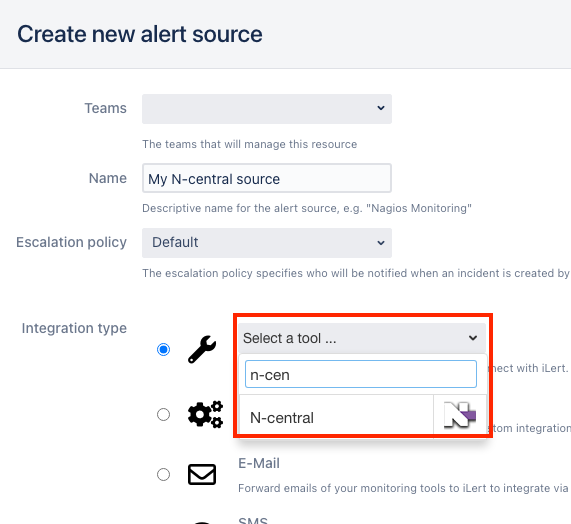 Create new alert source
Teams
The teams that will manage this resource
Name
My N-central source
Descriptive name for the alert source, e.g. "Nagios Monitoring"
Escalation policy
Default
The escalation policy specifies who will be notified when an incident is created by
Integration type
Select a tool ...
n-cen
nect with iLert.
N-central
N
tom integration
E-Mail
Forward emails of your monitoring tools to iLert to integrate via
SMS